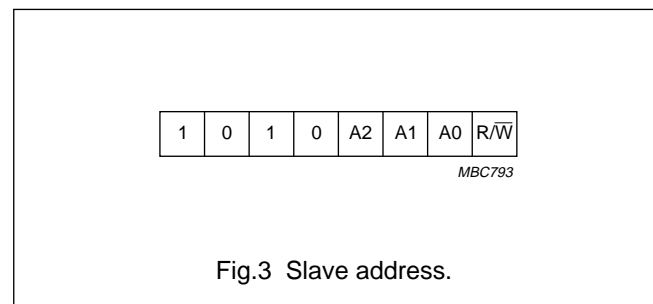 1 0 1 0 A2 A1 A0 R/W̅
MBC793
Fig.3 Slave address.